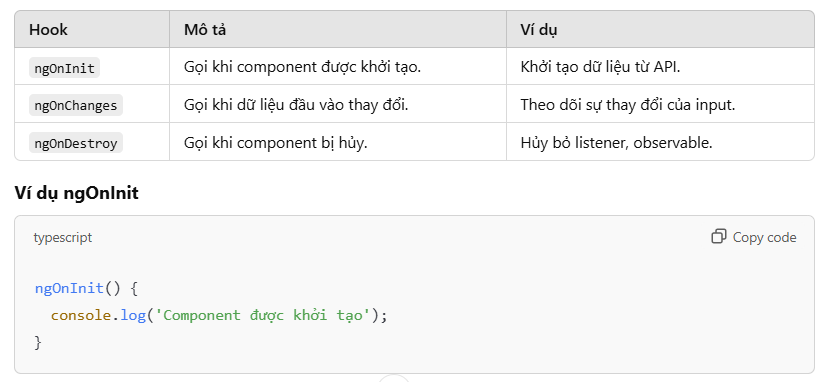 Hook Mô tả Ví dụ
ngOnInit Gọi khi component được khởi tạo. Khởi tạo dữ liệu từ API.
ngOnChanges Gọi khi dữ liệu đầu vào thay đổi. Theo dõi sự thay đổi của input.
ngOnDestroy Gọi khi component bị hủy. Hủy bỏ listener, observable.
Ví dụ ngOnInit
typescript Copy code
ngOnInit() {
  console.log('Component được khởi tạo');
}